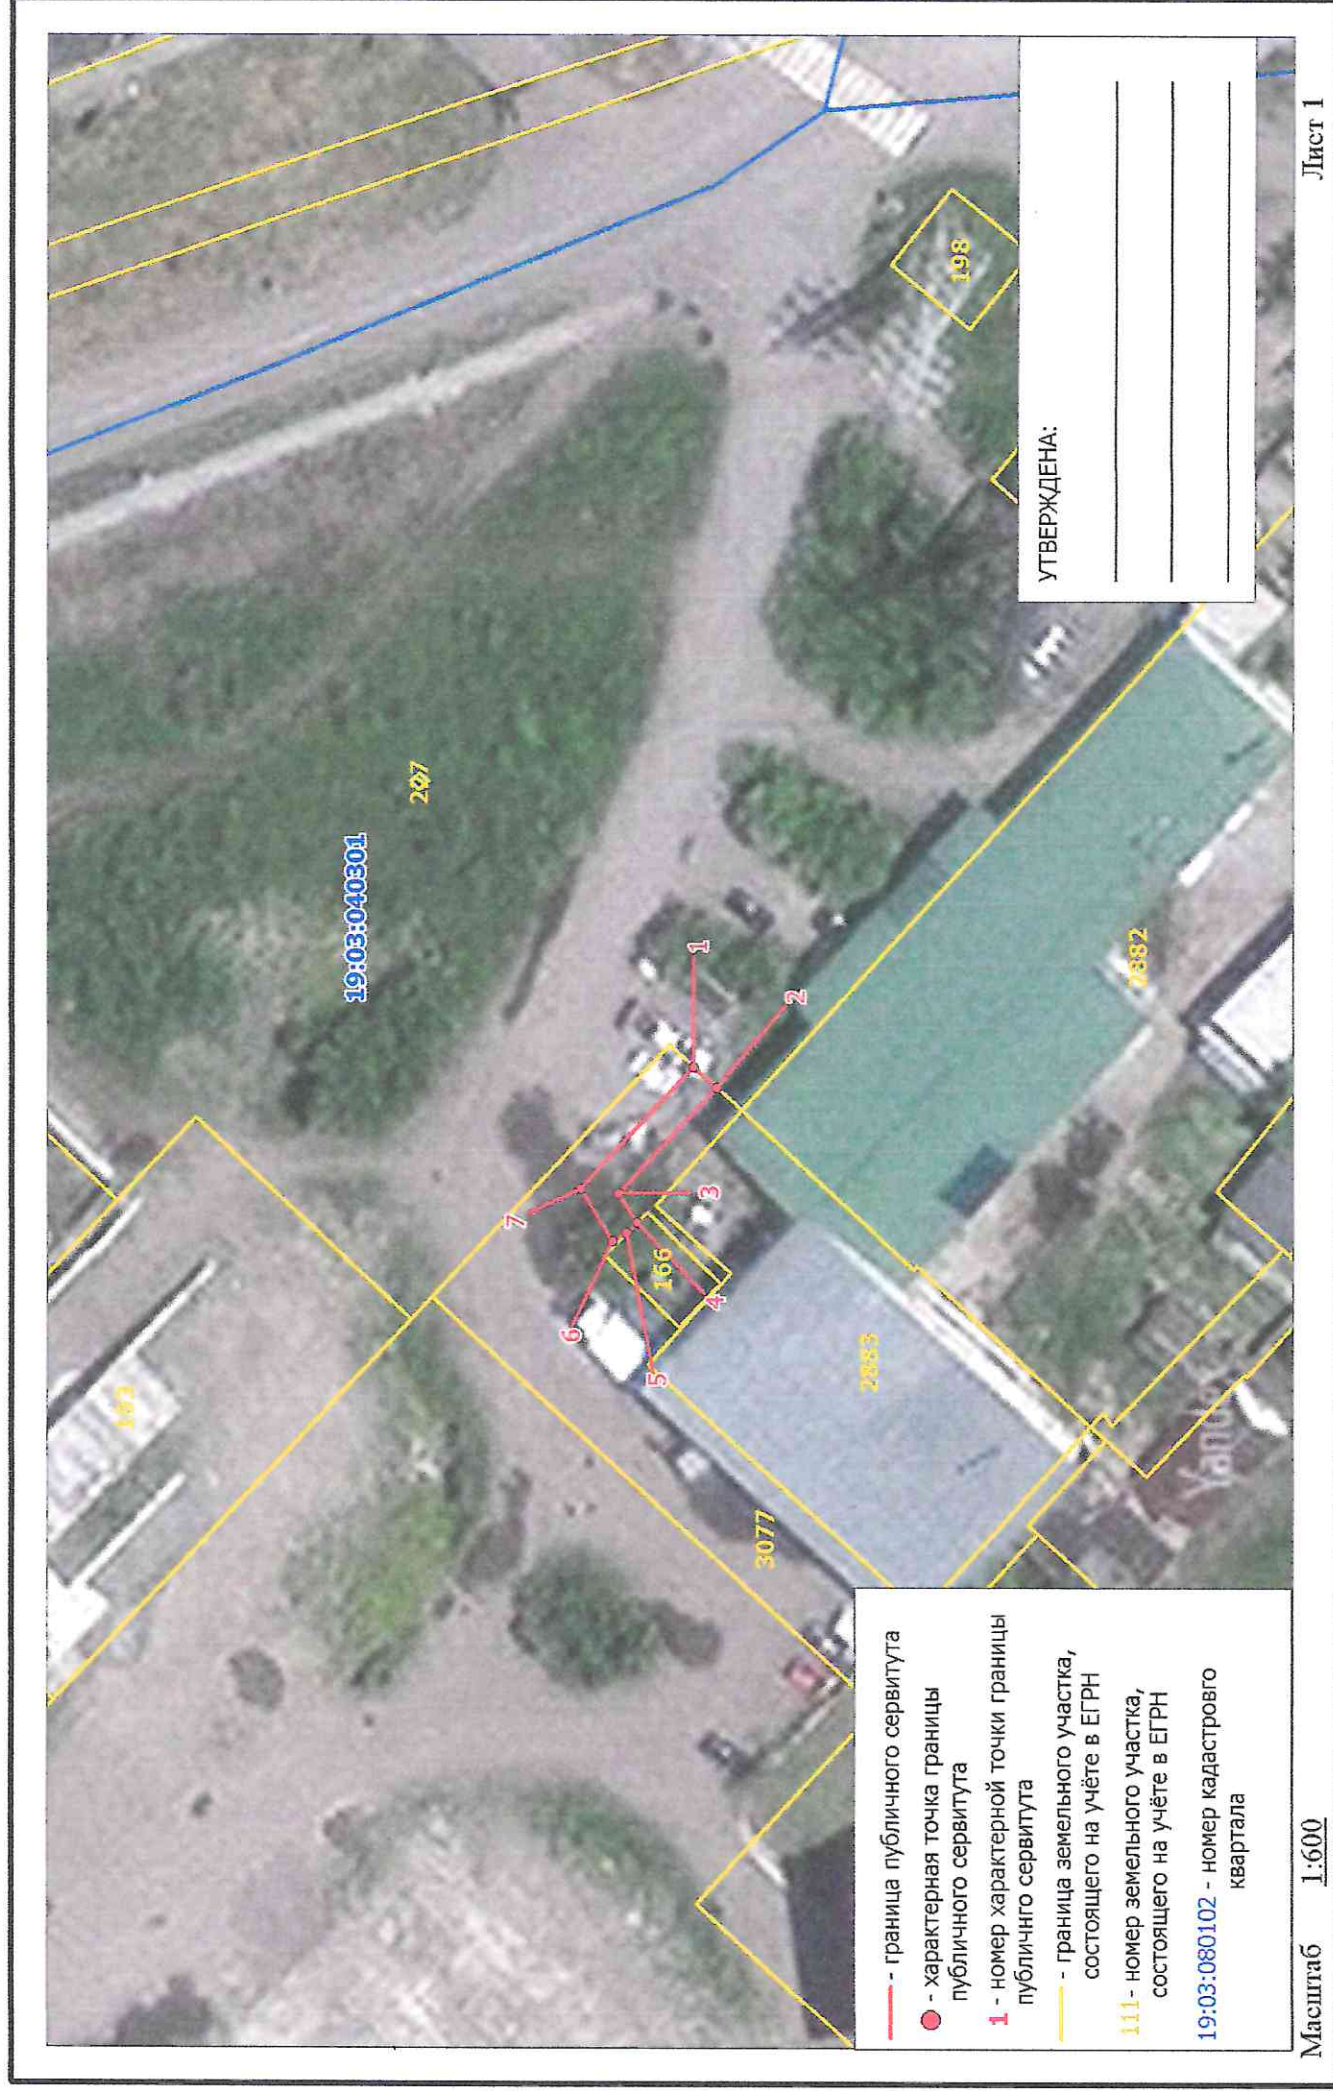 19:03:040301
207
183
198
1
2
3
4
5
6
7
166
2882
2883
3077
Yandex
УТВЕРЖДЕНА:
- граница публичного сервитута
- характерная точка границы
публичного сервитута
1 - номер характерной точки границы
публичнго сервитута
- граница земельного участка,
состоящего на учёте в ЕГРН
111- номер земельного участка,
состоящего на учёте в ЕГРН
19:03:080102 - номер кадастрового
квартала
Масштаб 1:600
Лист 1